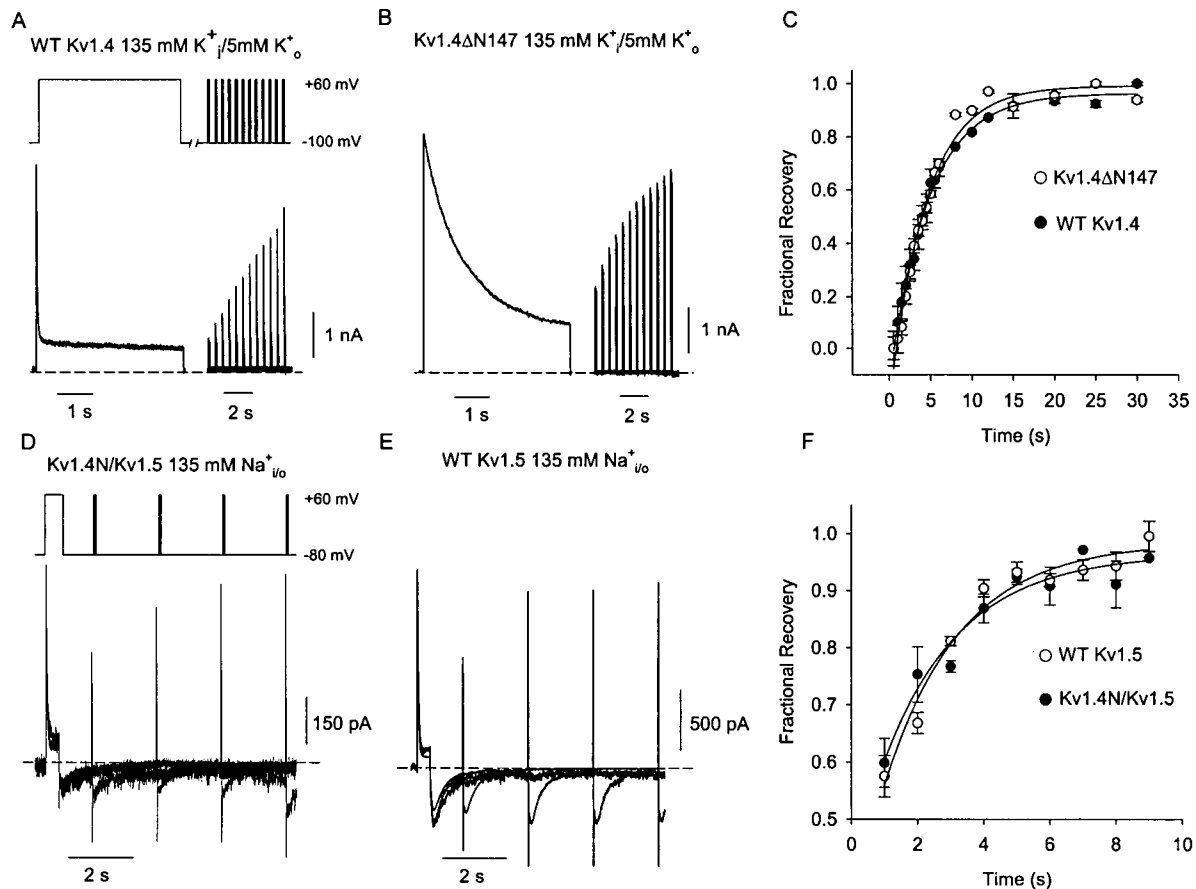 A
WT Kv1.4 135 mM K+i/5mM K+o
+60 mV
-100 mV
1 nA
1 s
2 s
B
Kv1.4ΔN147 135 mM K+i/5mM K+o
1 nA
1 s
2 s
C
Fractional Recovery
1.0
0.8
0.6
0.4
0.2
0.0
Kv1.4ΔN147
WT Kv1.4
0 5 10 15 20 25 30 35
Time (s)
D
Kv1.4N/Kv1.5 135 mM Na+i/o
+60 mV
-80 mV
150 pA
2 s
E
WT Kv1.5 135 mM Na+i/o
500 pA
2 s
F
Fractional Recovery
1.0
0.9
0.8
0.7
0.6
0.5
WT Kv1.5
Kv1.4N/Kv1.5
0 2 4 6 8 10
Time (s)